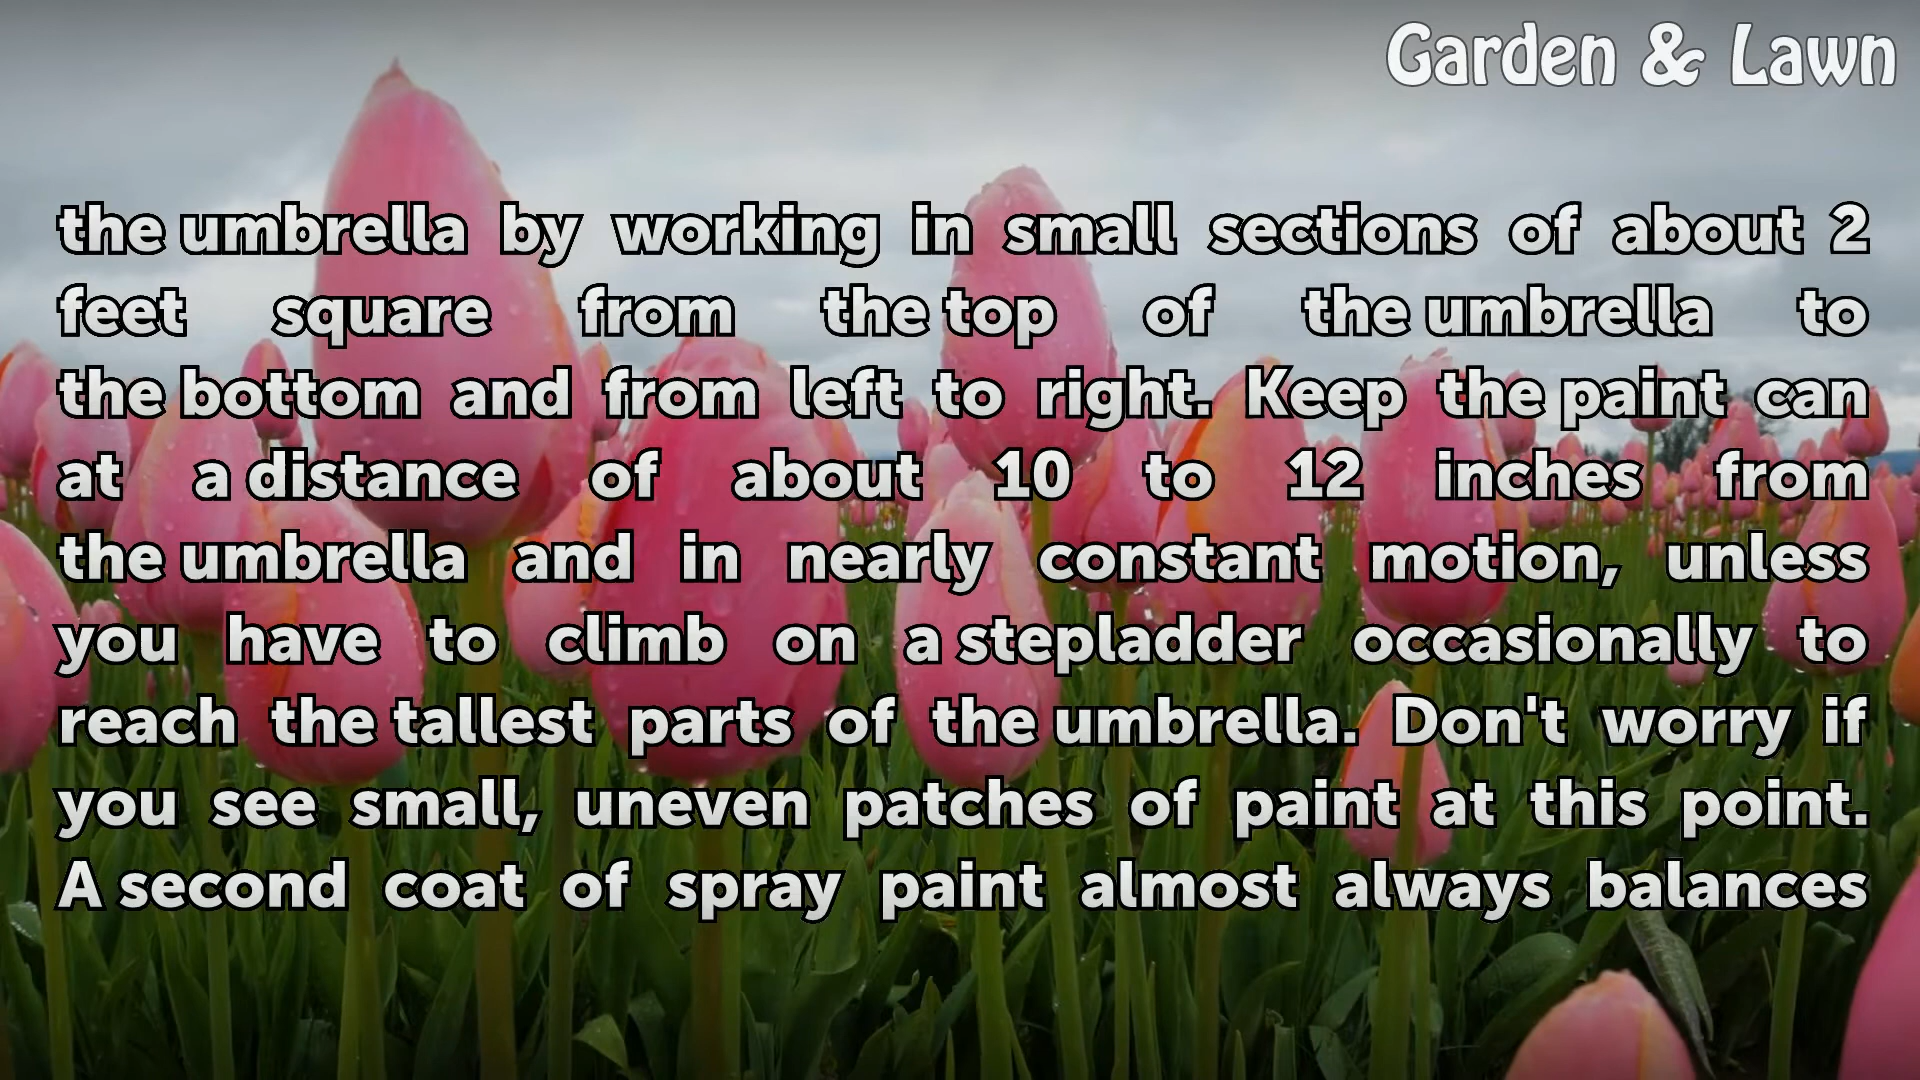 Garden & Lawn
the umbrella by working in small sections of about 2
feet square from the top of the umbrella to
the bottom and from left to right. Keep the paint can
at a distance of about 10 to 12 inches from
the umbrella and in nearly constant motion, unless
you have to climb on a stepladder occasionally to
reach the tallest parts of the umbrella. Don't worry if
you see small, uneven patches of paint at this point.
A second coat of spray paint almost always balances